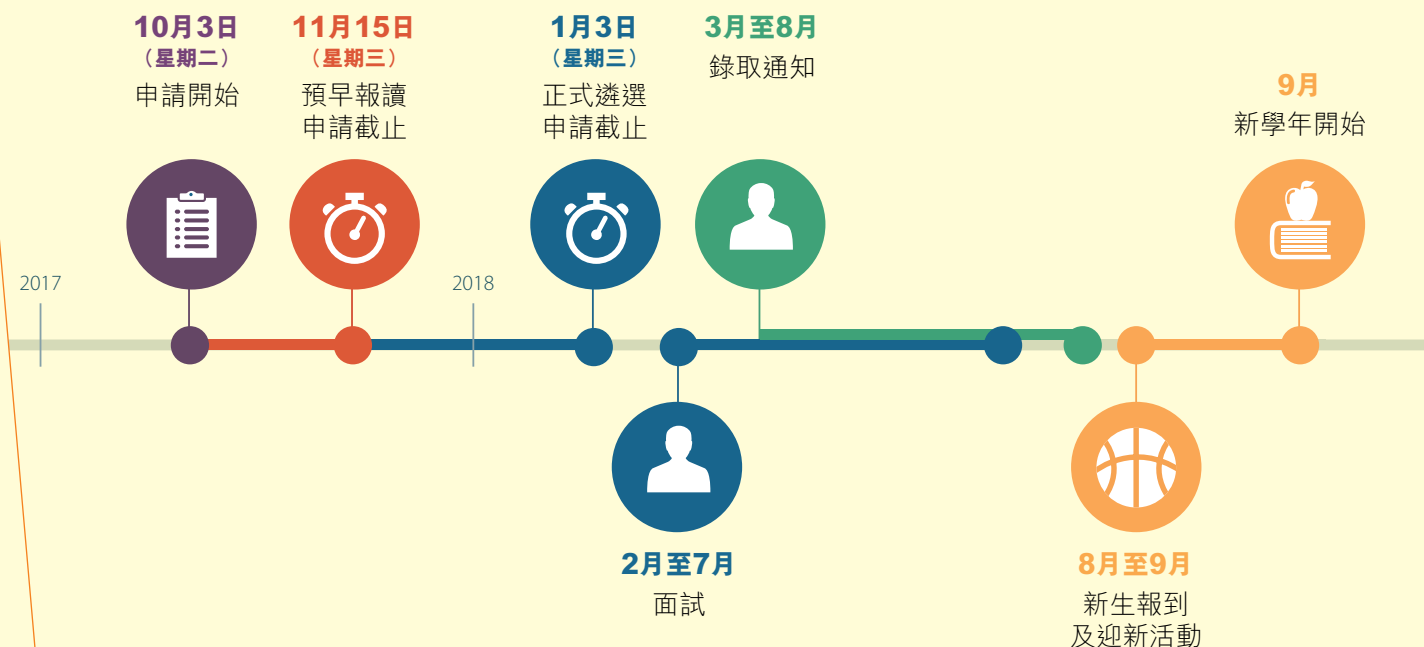 10月3日
（星期二）
申請開始
11月15日
（星期三）
預早報讀
申請截止
1月3日
（星期三）
正式遴選
申請截止
3月至8月
錄取通知
9月
新學年開始
2017
2018
2月至7月
面試
8月至9月
新生報到
及迎新活動